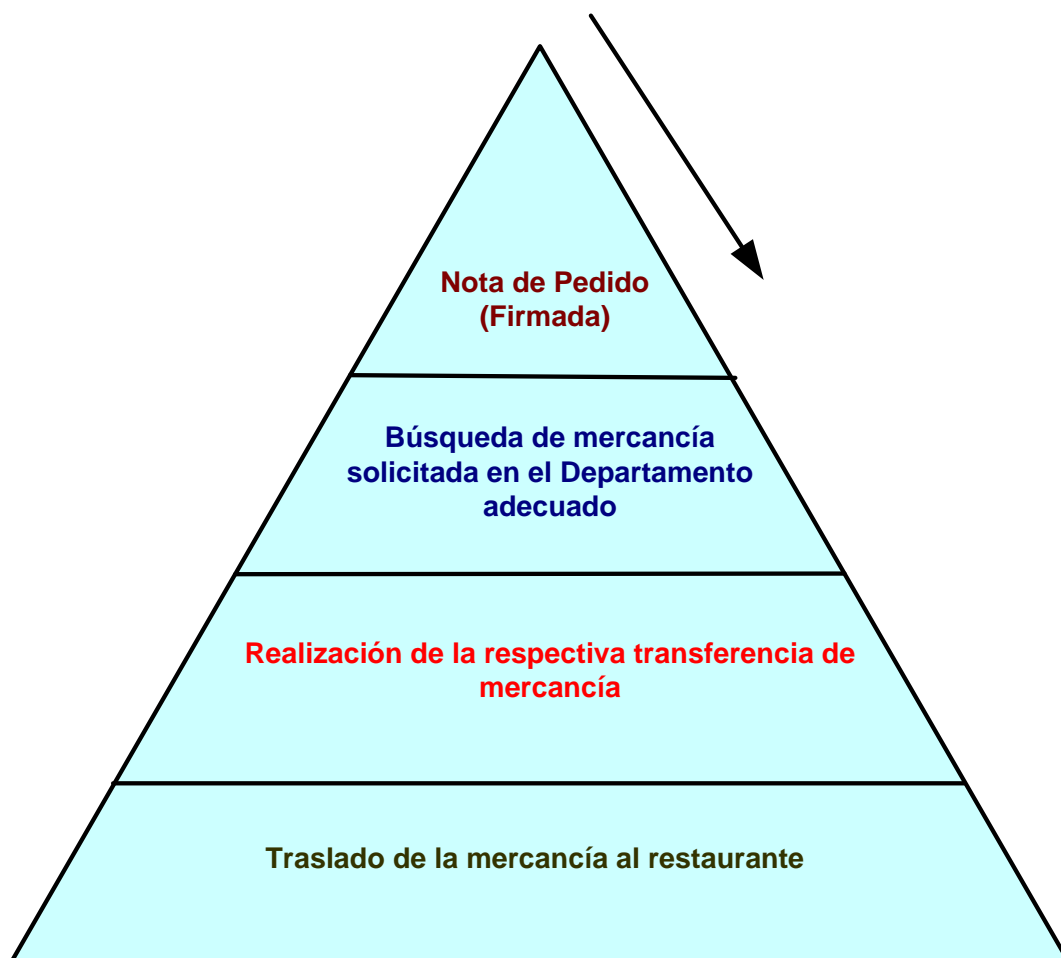 Nota de Pedido
(Firmada)
Búsqueda de mercancía
solicitada en el Departamento
adecuado
Realización de la respectiva transferencia de
mercancía
Traslado de la mercancía al restaurante